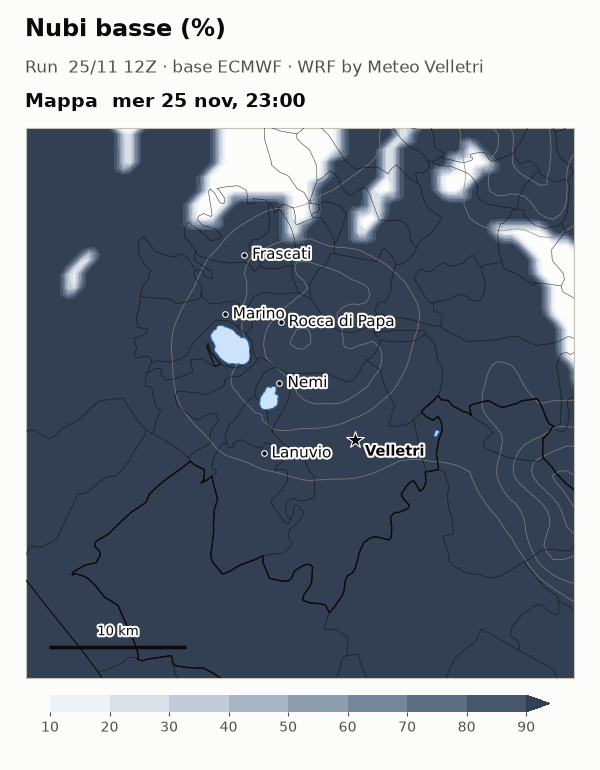 Nubi basse (%)
Run 25/11 12Z · base ECMWF · WRF by Meteo Velletri
Mappa mer 25 nov, 23:00
Frascati
Marino
Rocca di Papa
Nemi
Velletri
Lanuvio
10 km
10 20 30 40 50 60 70 80 90